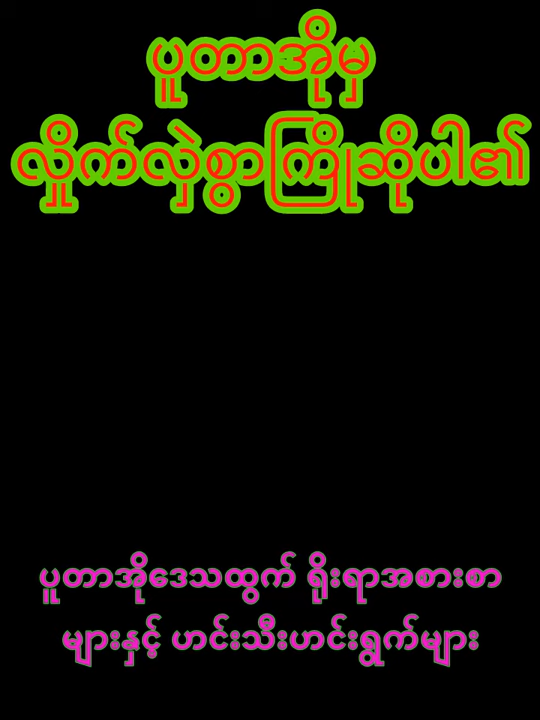 ပူတာအိုမှ
လှိုက်လှဲစွာကြိုဆိုပါ၏
ပူတာအိုဒေသထွက် ရိုးရာအစားစာ
များနှင့် ဟင်းသီးဟင်းရွက်များ